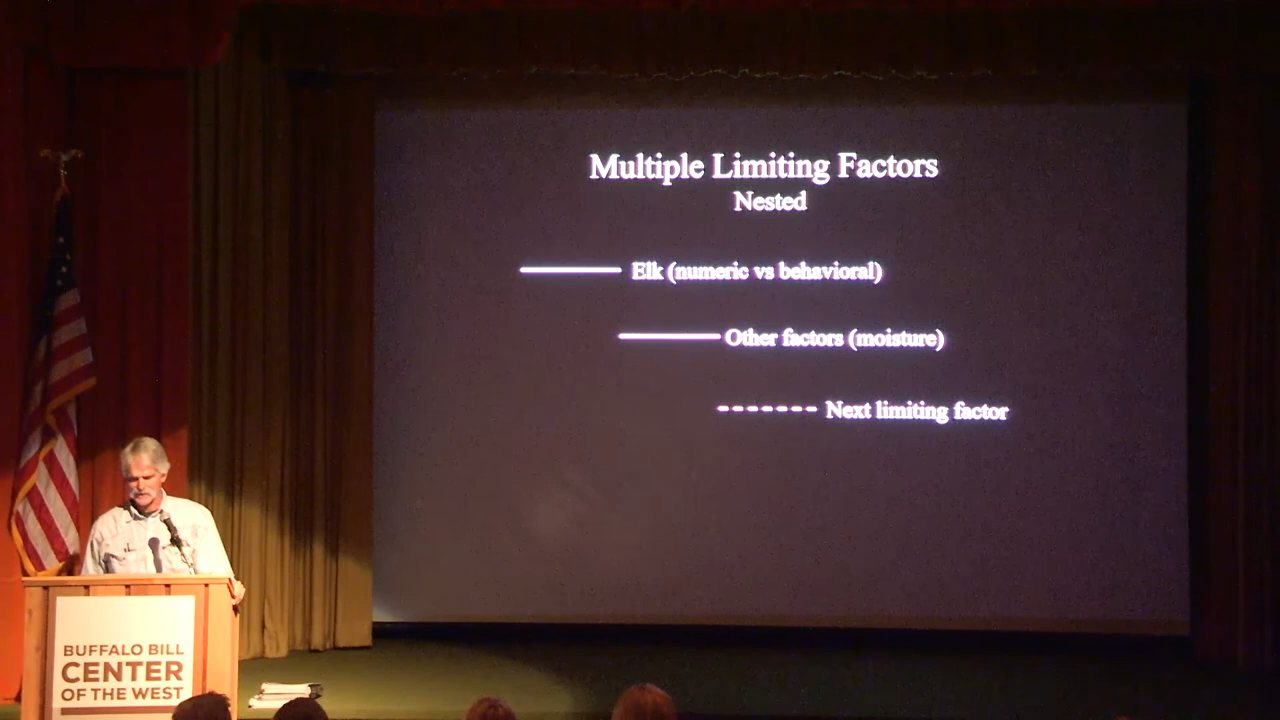 Multiple Limiting Factors
Nested
Elk (numeric vs behavioral)
Other factors (moisture)
Next limiting factor
BUFFALO BILL
CENTER
OF THE WEST